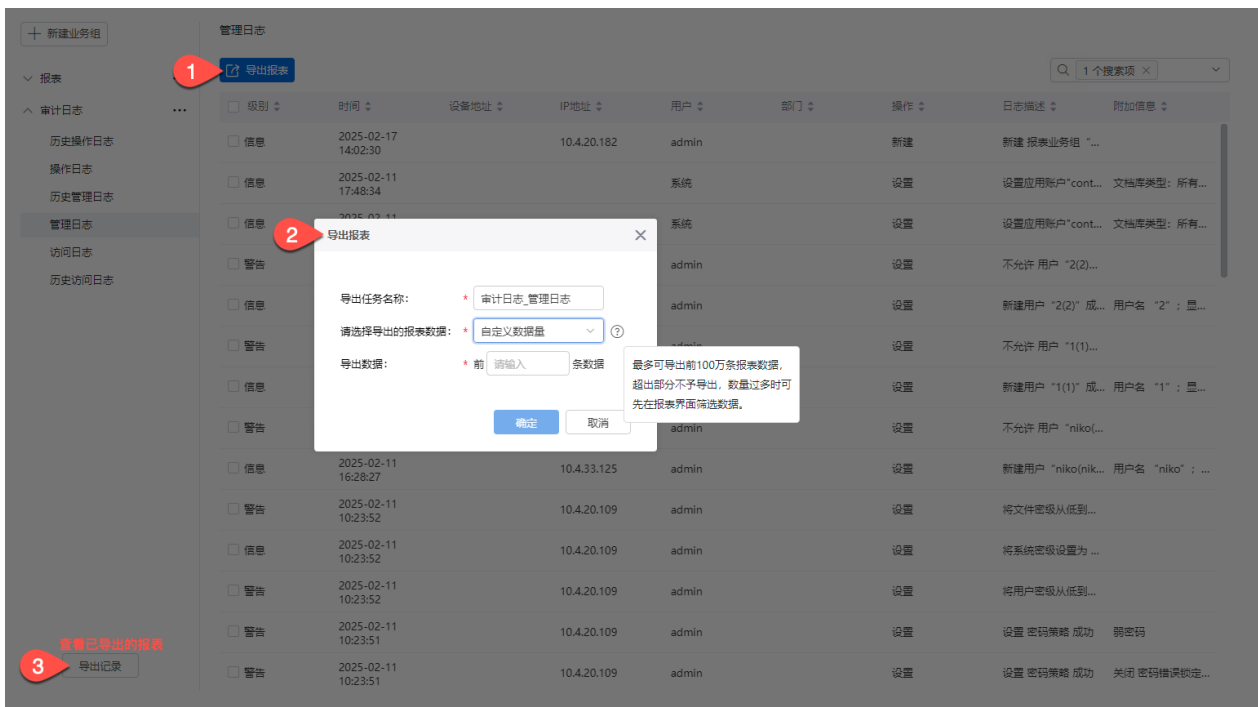 新建业务组
管理日志
1
导出报表
1 个搜索项
报表
审计日志
历史操作日志
操作日志
历史管理日志
管理日志
访问日志
历史访问日志
级别 时间 设备地址 IP地址 用户 部门 操作 日志描述 附加信息
信息 2025-02-17 14:02:30 10.4.20.182 admin 新建 新建 报表业务组 "...
信息 2025-02-11 17:48:34 系统 设置 设置应用账户"cont... 文档库类型：所有...
信息 2025-02-11 系统 设置 设置应用账户"cont... 文档库类型：所有...
警告 admin 设置 不允许 用户 "2(2)...
信息 admin 设置 新建用户 "2(2)" 成... 用户名 "2" ; 显...
警告 admin 设置 不允许 用户 "1(1)...
信息 设置 新建用户 "1(1)" 成... 用户名 "1" ; 显...
警告 admin 设置 不允许 用户 "niko(...
信息 2025-02-11 16:28:27 10.4.33.125 admin 设置 新建用户 "niko(nik... 用户名 "niko" ; ...
警告 2025-02-11 10:23:52 10.4.20.109 admin 设置 将文件密级从低到...
信息 2025-02-11 10:23:52 10.4.20.109 admin 设置 将系统密级设置为 ...
警告 2025-02-11 10:23:52 10.4.20.109 admin 设置 将用户密级从低到...
警告 2025-02-11 10:23:51 10.4.20.109 admin 设置 设置 密码策略 成功 弱密码
警告 2025-02-11 10:23:51 10.4.20.109 admin 设置 设置 密码策略 成功 关闭 密码错误锁定...
2
导出报表
导出任务名称： * 审计日志_管理日志
请选择导出的报表数据： * 自定义数据量
导出数据： * 前 请输入 条数据
确定 取消
最多可导出前100万条报表数据，
超出部分不予导出，数量过多时可
先在报表界面筛选数据。
查看已导出的报表
3
导出记录